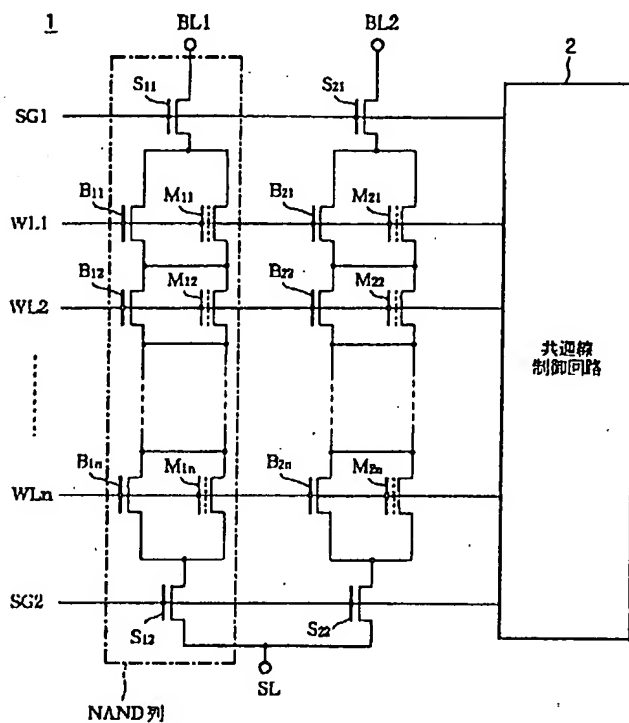 1
BL1
BL2
2
S11
S21
SG1
B11
M11
B21
M21
WL1
B12
M12
B22
M22
WL2
共通線
制御回路
B1n
M1n
B2n
M2n
WLn
SG2
S12
S22
SL
NAND列